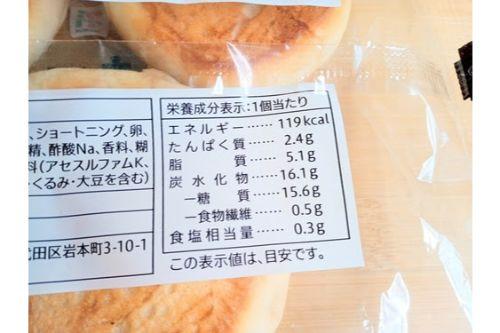 、ショートニング、卵、
精、酢酸Na、香料、糊
料(アセスルファムK、
くるみ・大豆を含む)
代田区岩本町3-10-1
栄養成分表示:1個当たり
エネルギー……119kcal
たんぱく質………2.4g
脂　　　質………5.1g
炭水化物………16.1g
―糖　　質……15.6g
―食物繊維……0.5g
食塩相当量………0.3g
この表示値は、目安です。